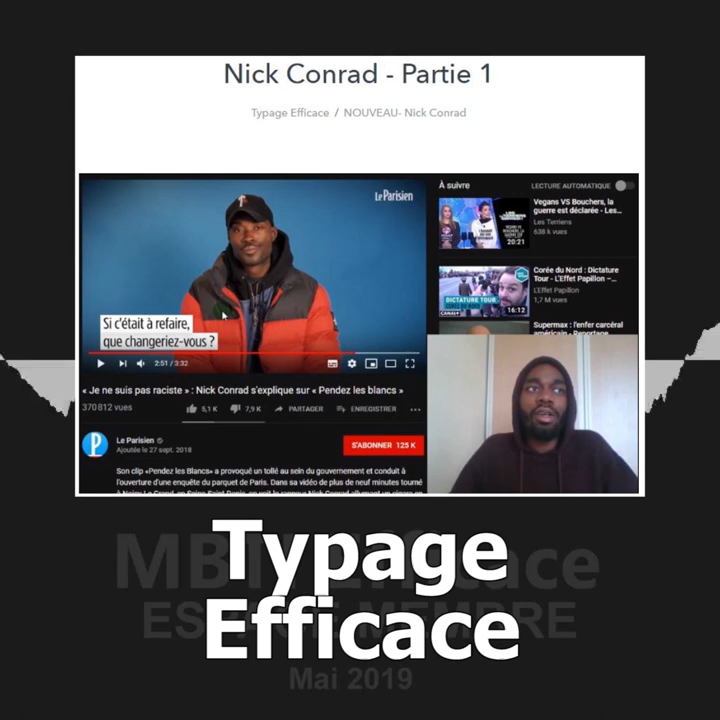 Nick Conrad - Partie 1
Typage Efficace / NOUVEAU- Nick Conrad
Le Parisien
Si c'était à refaire,
que changeriez-vous ?
2:51 / 3:32
« Je ne suis pas raciste » : Nick Conrad s'explique sur « Pendez les blancs »
370 812 vues
5,1 K
7,9 K
PARTAGER
ENREGISTRER
Le Parisien
Ajoutée le 27 sept. 2018
S'ABONNER 125 K
Son clip «Pendez les Blancs» a provoqué un tollé au sein du gouvernement et conduit à
l'ouverture d'une enquête du parquet de Paris. Dans sa vidéo de plus de neuf minutes tourné
À suivre
LECTURE AUTOMATIQUE
Vegans VS Bouchers, la
guerre est déclarée - Les...
Les Terriens
638 k vues
20:21
Corée du Nord : Dictature
Tour - L'Effet Papillon –...
L'Effet Papillon
1,7 M vues
DICTATURE TOUR
CANAL+
16:12
Supermax : l'enfer carcéral
américain - Reportage
Typage
Efficace
Mai 2019